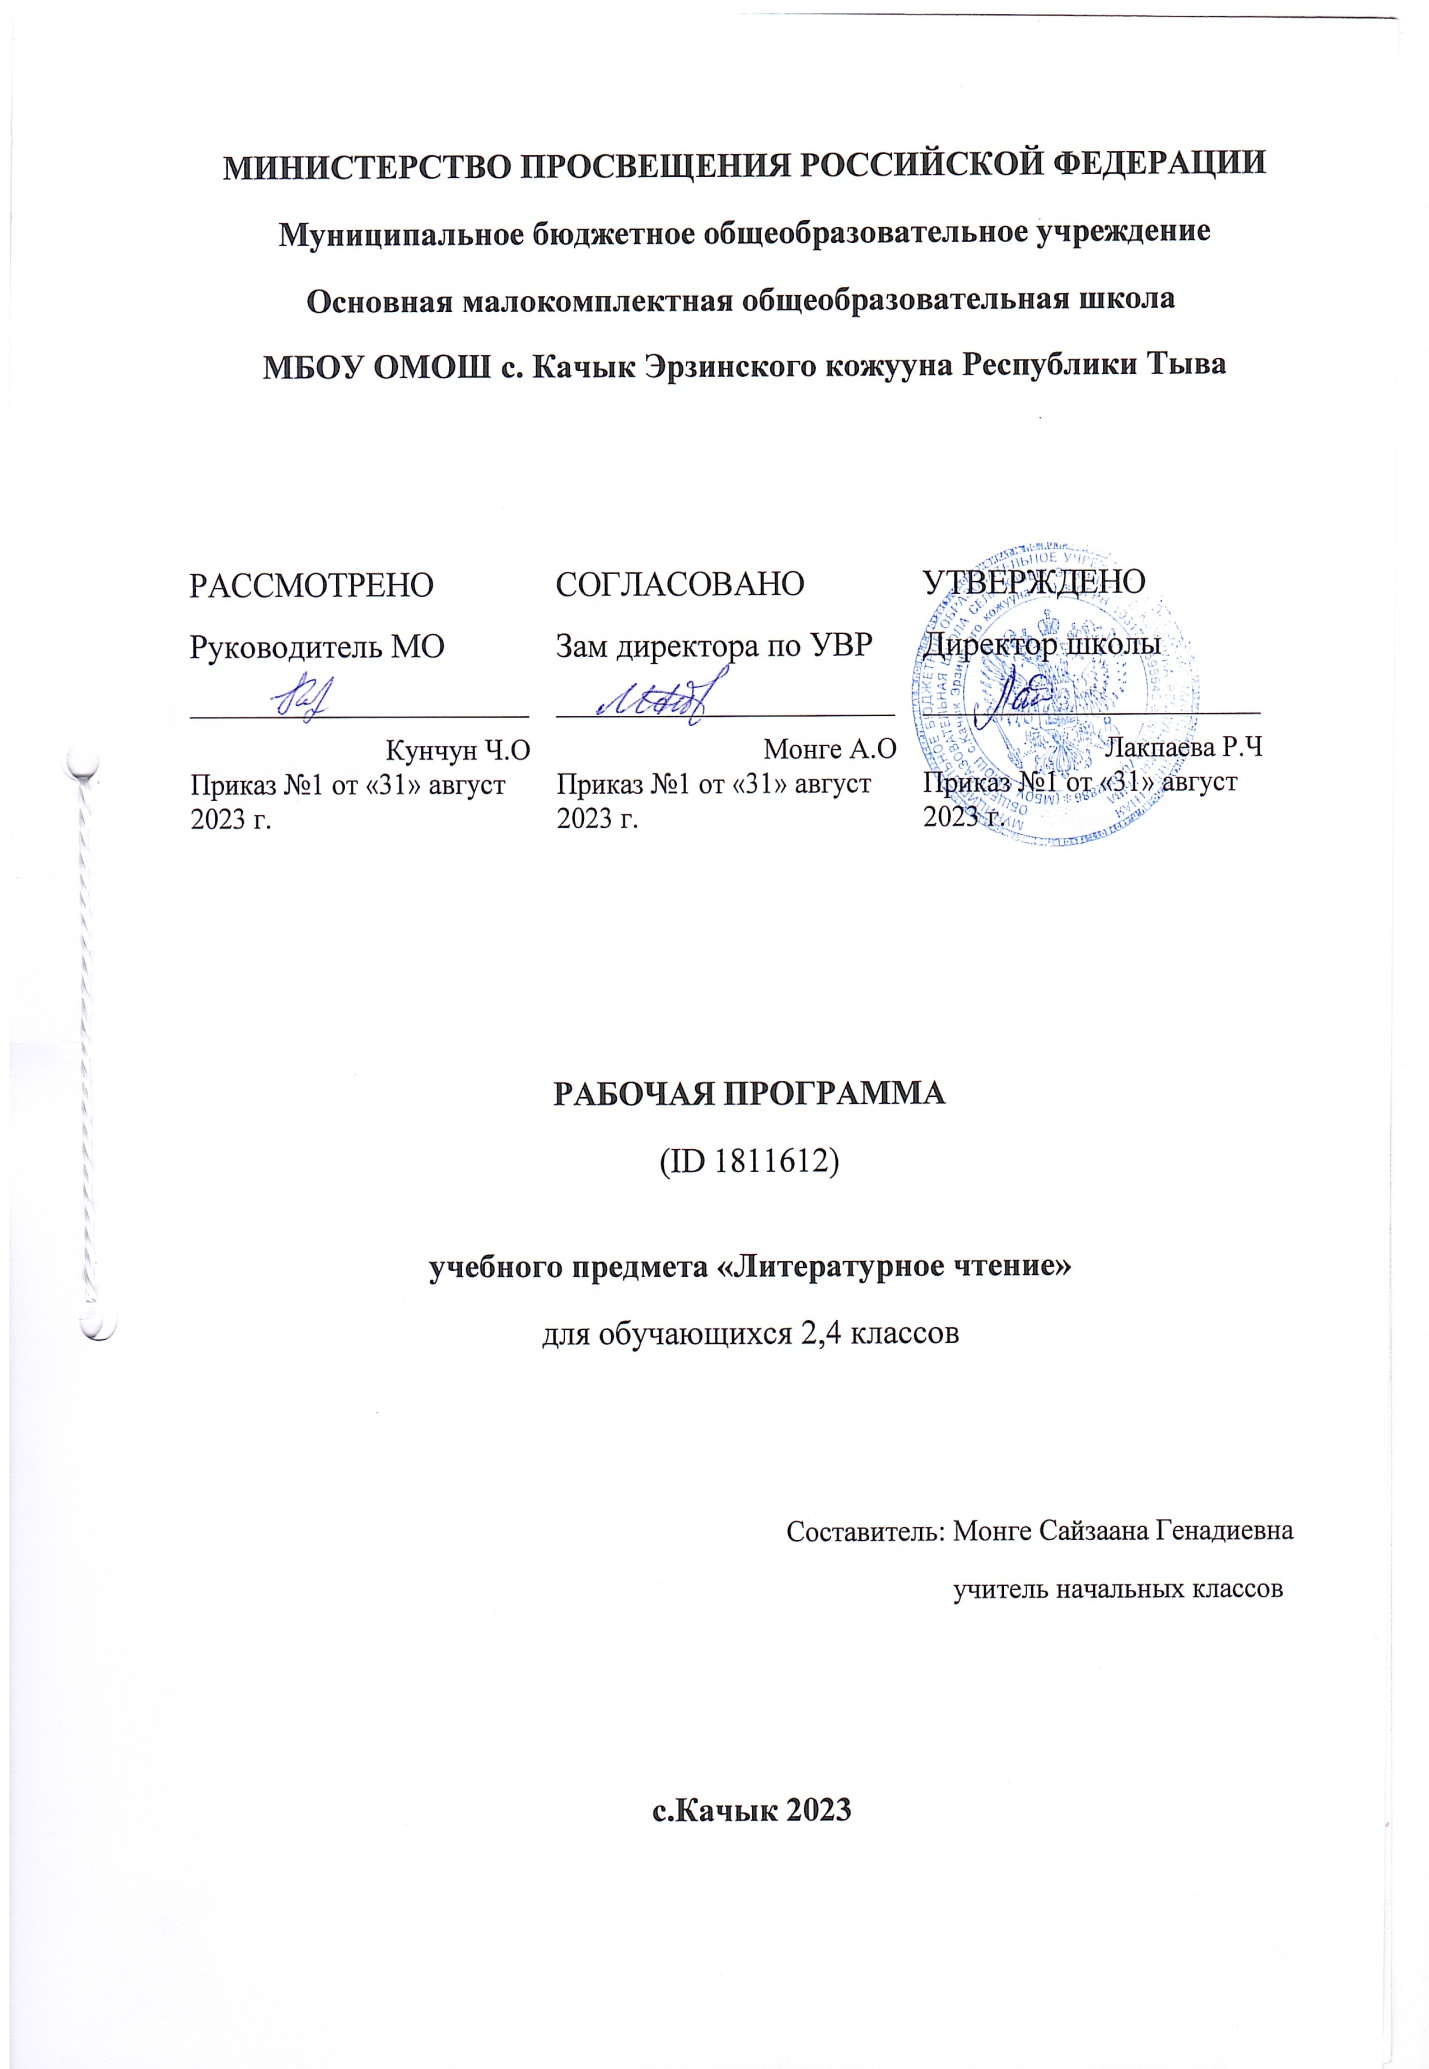 МИНИСТЕРСТВО ПРОСВЕЩЕНИЯ РОССИЙСКОЙ ФЕДЕРАЦИИ
Муниципальное бюджетное общеобразовательное учреждение
Основная малокомплектная общеобразовательная школа
МБОУ ОМОШ с. Качык Эрзинского кожууна Республики Тыва
РАССМОТРЕНО
Руководитель МО
Кунчун Ч.О
Приказ №1 от «31» август
2023 г.
СОГЛАСОВАНО
Зам директора по УВР
Монге А.О
Приказ №1 от «31» август
2023 г.
УТВЕРЖДЕНО
Директор школы
Лакпаева Р.Ч
Приказ №1 от «31» август
2023 г.
РАБОЧАЯ ПРОГРАММА
(ID 1811612)
учебного предмета «Литературное чтение»
для обучающихся 2,4 классов
Составитель: Монге Сайзаана Генадиевна
учитель начальных классов
с.Качык 2023